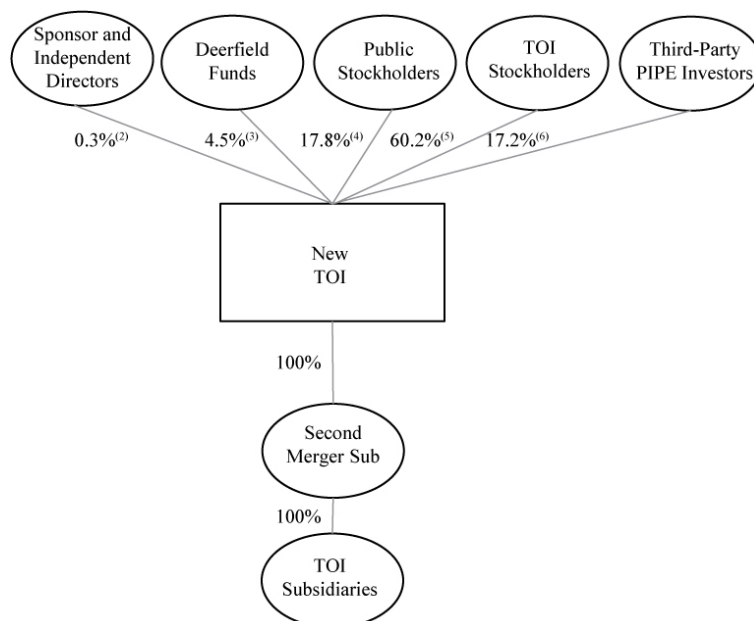 Sponsor and
Independent
Directors
Deerfield
Funds
Public
Stockholders
TOI
Stockholders
Third-Party
PIPE Investors
0.3%(2)
4.5%(3)
17.8%(4)
60.2%(5)
17.2%(6)
New
TOI
100%
Second
Merger Sub
100%
TOI
Subsidiaries